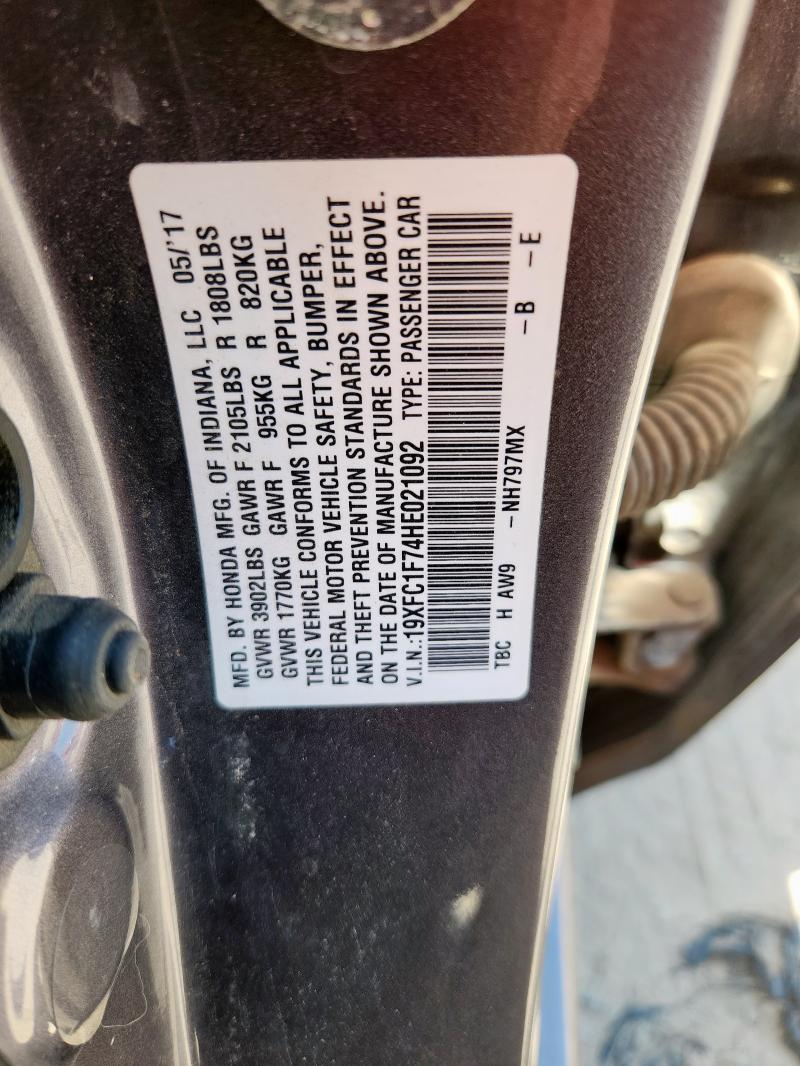 MFD. BY HONDA MFG. OF INDIANA, LLC 05/'17
GVWR 3902LBS GAWR F 2105LBS R 1808LBS
GVWR 1770KG GAWR F 955KG R 820KG
THIS VEHICLE CONFORMS TO ALL APPLICABLE
FEDERAL MOTOR VEHICLE SAFETY, BUMPER,
AND THEFT PREVENTION STANDARDS IN EFFECT
ON THE DATE OF MANUFACTURE SHOWN ABOVE.
V.I.N.:19XFC1F74HE021092 TYPE: PASSENGER CAR
TBC H AW9 -NH797MX -B -E